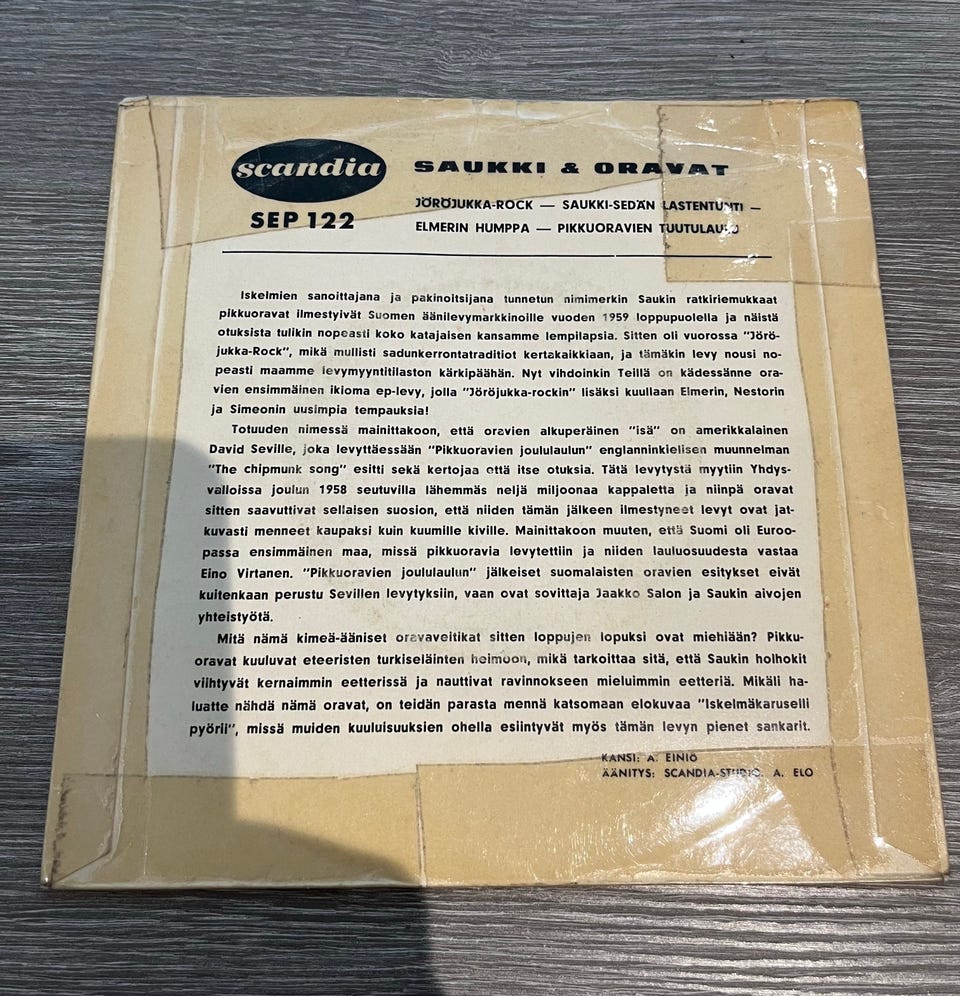 scandia
SEP 122
SAUKKI & ORAVAT
JÖRÖJUKKA-ROCK — SAUKKI-SEDÄN LASTENTUNTI —
ELMERIN HUMPPA — PIKKUORAVIEN TUUTULAULU
Iskelmien sanoittajana ja pakinoitsijana tunnetun nimimerkin Saukin ratkiriemukkaat
pikkuoravat ilmestyivät Suomen äänilevymarkkinoille vuoden 1959 loppupuolella ja näistä
otuksista tulikin nopeasti koko katajaisen kansamme lempilapsia. Sitten oli vuorossa "Jörö-
jukka-Rock", mikä mullisti sadunkerrontatraditiot kertakaikkiaan, ja tämäkin levy nousi no-
peasti maamme levymyyntitilaston kärkipäähän. Nyt vihdoinkin Teillä on kädessänne ora-
vien ensimmäinen ikioma ep-levy, jolla "Jöröjukka-rockin" lisäksi kuullaan Elmerin, Nestorin
ja Simeonin uusimpia tempauksia!
Totuuden nimessä mainittakoon, että oravien alkuperäinen "isä" on amerikkalainen
David Seville, joka levyttäessään "Pikkuoravien joululaulun" englanninkielisen muunnelman
"The chipmunk song" esitti sekä kertojaa että itse otuksia. Tätä levytystä myytiin Yhdys-
valloissa joulun 1958 seutuvilla lähemmäs neljä miljoonaa kappaletta ja niinpä oravat
sitten saavuttivat sellaisen suosion, että niiden tämän jälkeen ilmestyneet levyt ovat jat-
kuvasti menneet kaupaksi kuin kuumille kiville. Mainittakoon muuten, että Suomi oli Euroo-
passa ensimmäinen maa, missä pikkuoravia levytettiin ja niiden lauluosuudesta vastaa
Eino Virtanen. "Pikkuoravien joululaulun" jälkeiset suomalaisten oravien esitykset eivät
kuitenkaan perustu Sevillen levytyksiin, vaan ovat sovittaja Jaakko Salon ja Saukin aivojen
yhteistyötä.
Mitä nämä kimeä-ääniset oravaveitikat sitten loppujen lopuksi ovat miehiään? Pikku-
oravat kuuluvat eteeristen turkiseläinten heimoon, mikä tarkoittaa sitä, että Saukin holhokit
viihtyvät kernaimmin eetterissä ja nauttivat ravinnokseen mieluimmin eetteriä. Mikäli ha-
luatte nähdä nämä oravat, on teidän parasta mennä katsomaan elokuvaa "Iskelmäkaruselli
pyörii", missä muiden kuuluisuuksien ohella esiintyvät myös tämän levyn pienet sankarit.
KANSI: A. EINIÖ
ÄÄNITYS: SCANDIA-STUDIO. A. ELO